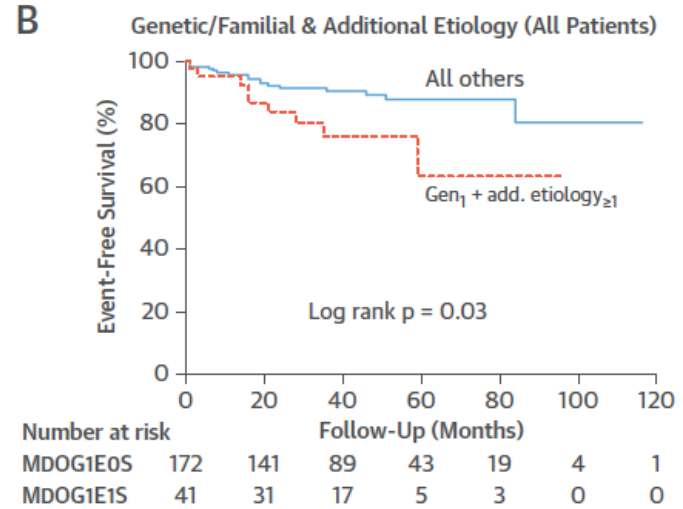 B
Genetic/Familial & Additional Etiology (All Patients)
100
80
60
40
20
0
Event-Free Survival (%)
All others
Gen1 + add. etiology≥1
Log rank p = 0.03
0 20 40 60 80 100 120
Number at risk Follow-Up (Months)
MDOG1E0S 172 141 89 43 19 4 1
MDOG1E1S 41 31 17 5 3 0 0